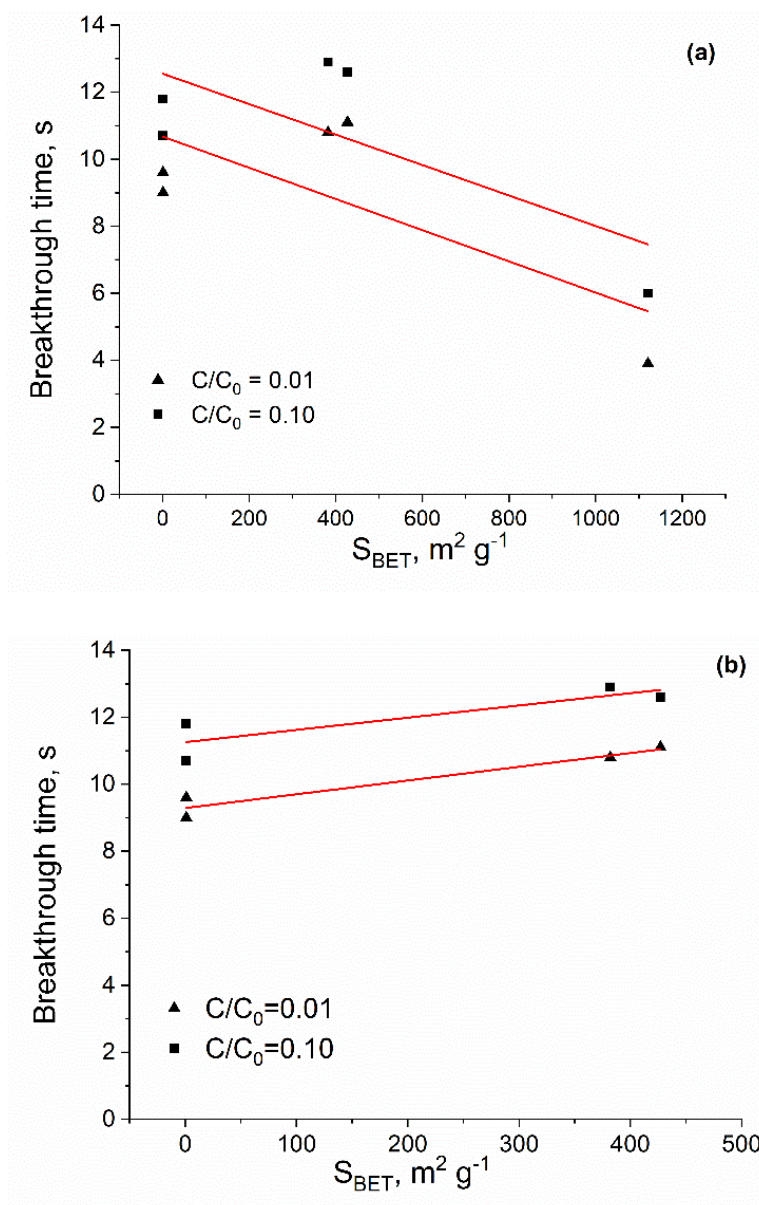 (a)
14
12
10
8
6
4
2
0
Breakthrough time, s
C/C₀ = 0.01
C/C₀ = 0.10
0 200 400 600 800 1000 1200
S_BET, m² g⁻¹
(b)
14
12
10
8
6
4
2
0
Breakthrough time, s
C/C₀=0.01
C/C₀=0.10
0 100 200 300 400 500
S_BET, m² g⁻¹